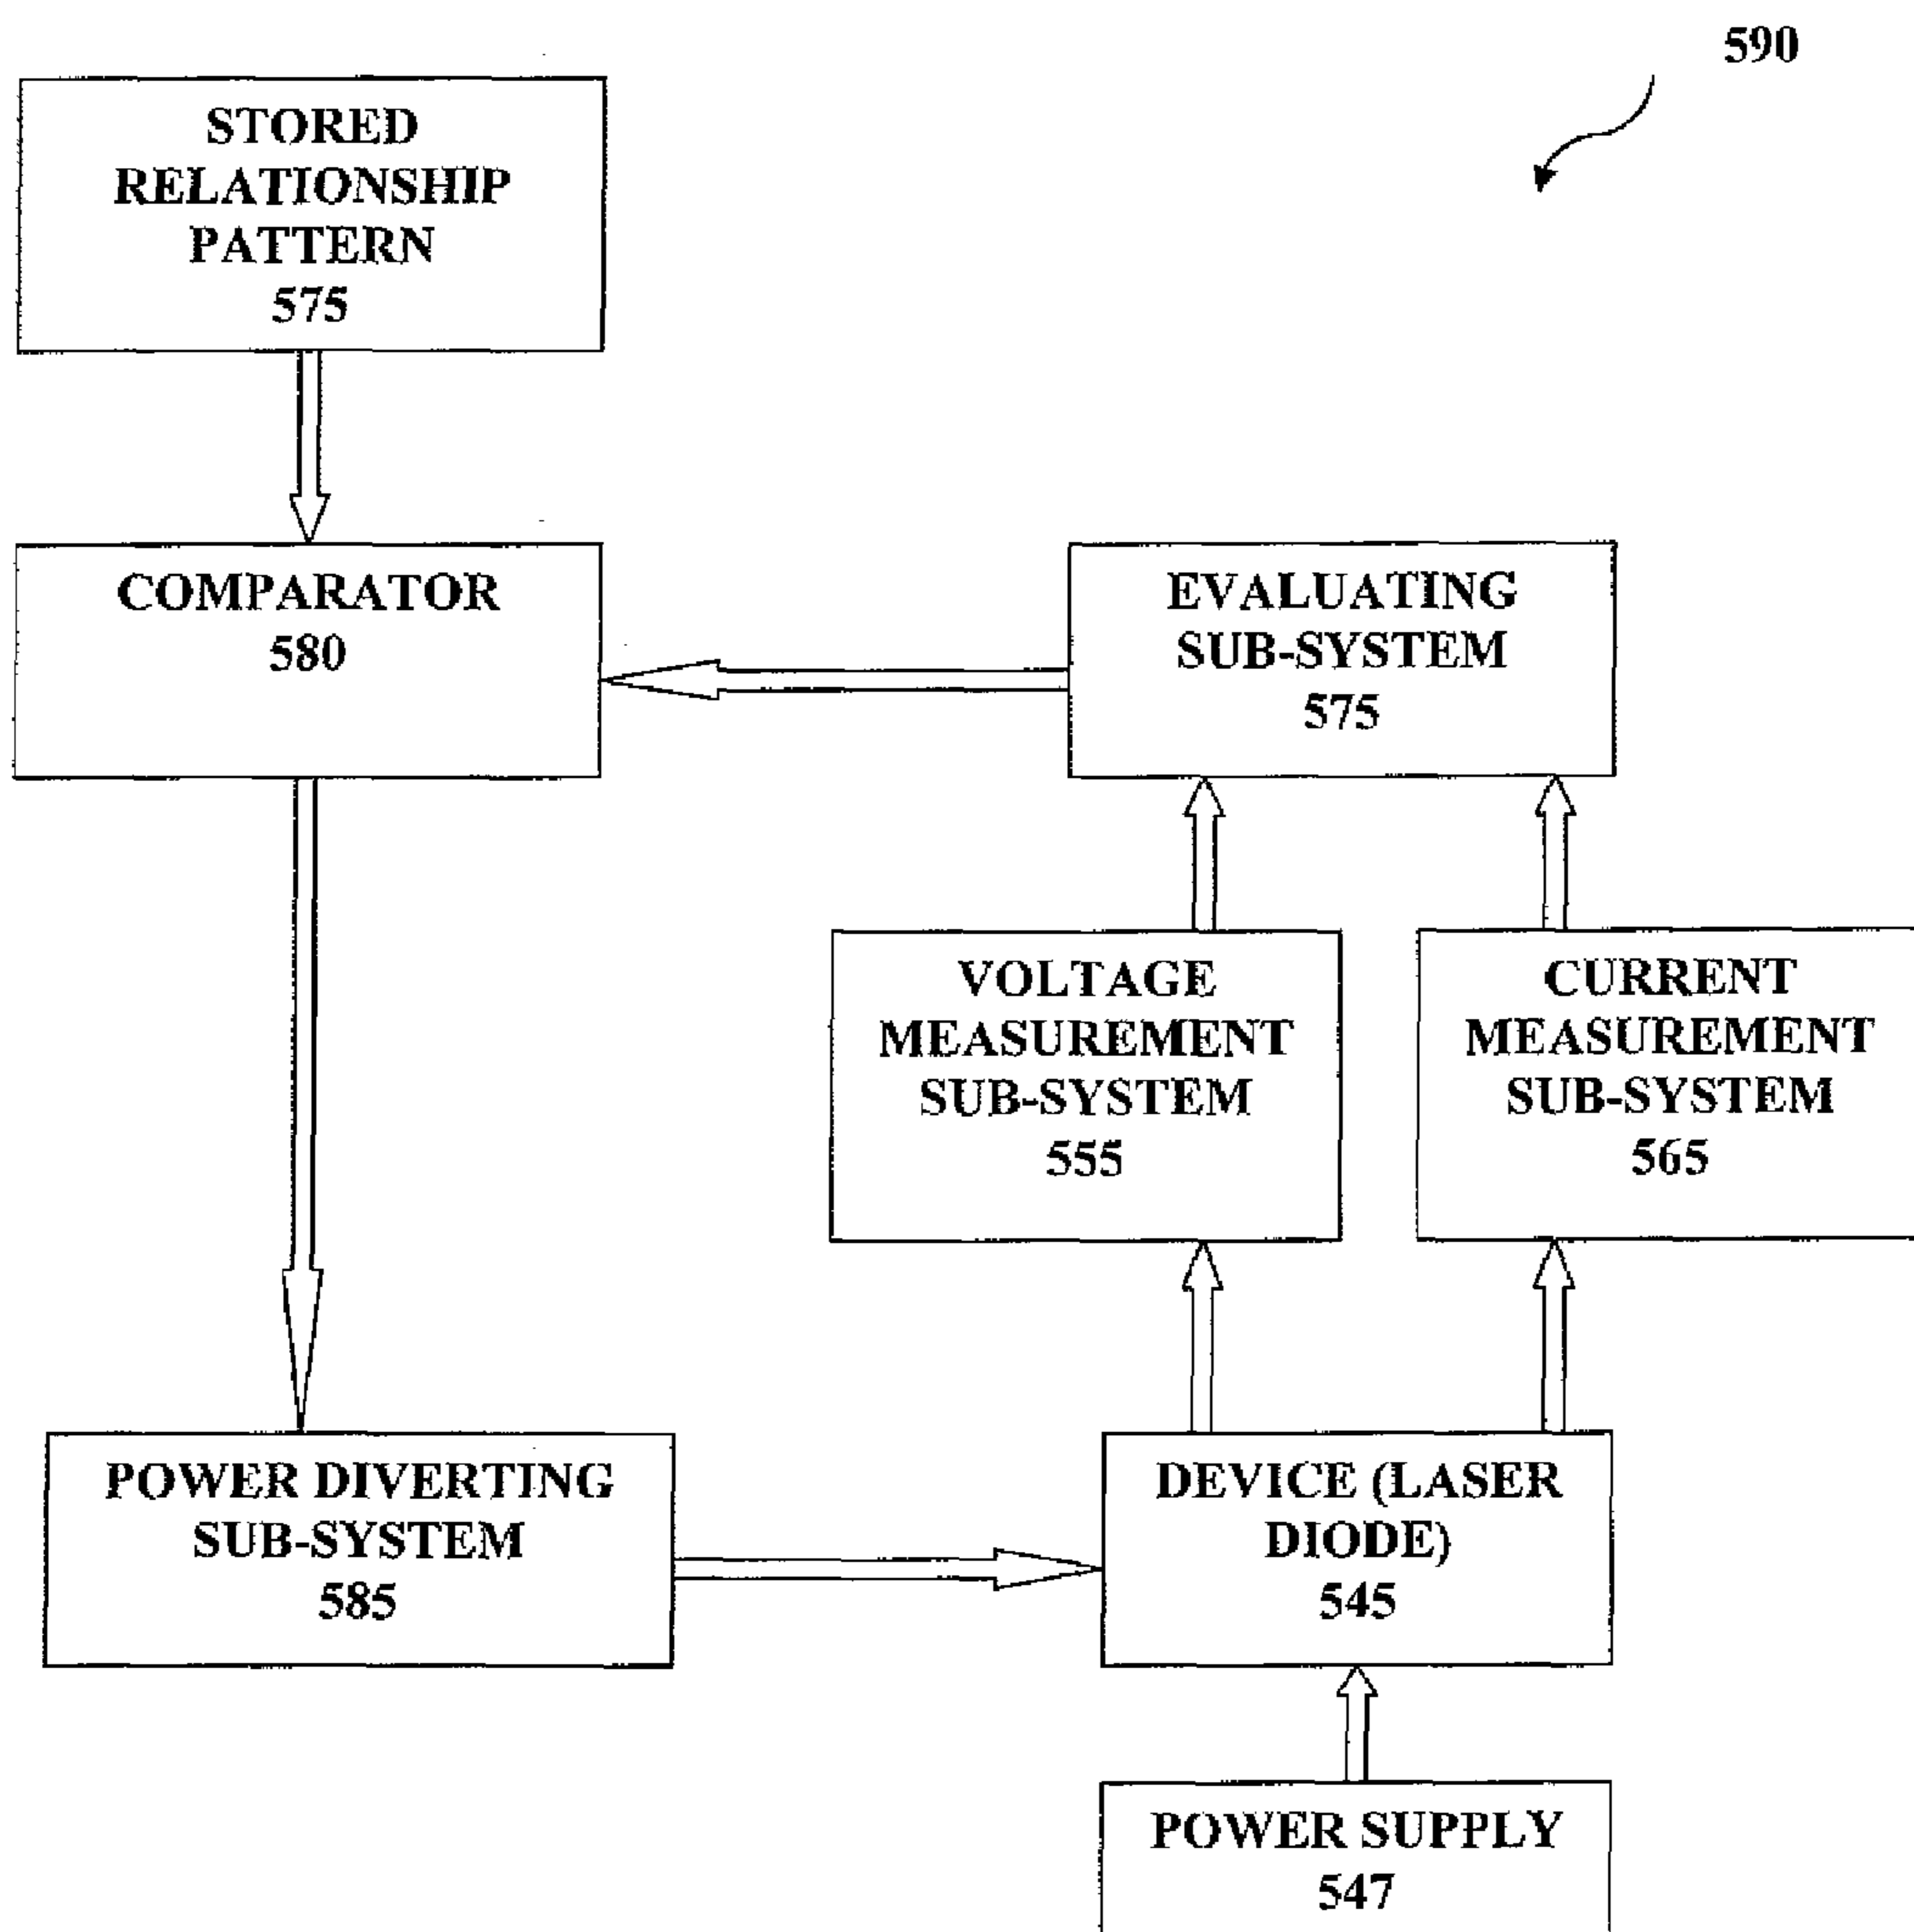 590
STORED
RELATIONSHIP
PATTERN
575
COMPARATOR
580
EVALUATING
SUB-SYSTEM
575
VOLTAGE
MEASUREMENT
SUB-SYSTEM
555
CURRENT
MEASUREMENT
SUB-SYSTEM
565
POWER DIVERTING
SUB-SYSTEM
585
DEVICE (LASER
DIODE)
545
POWER SUPPLY
547